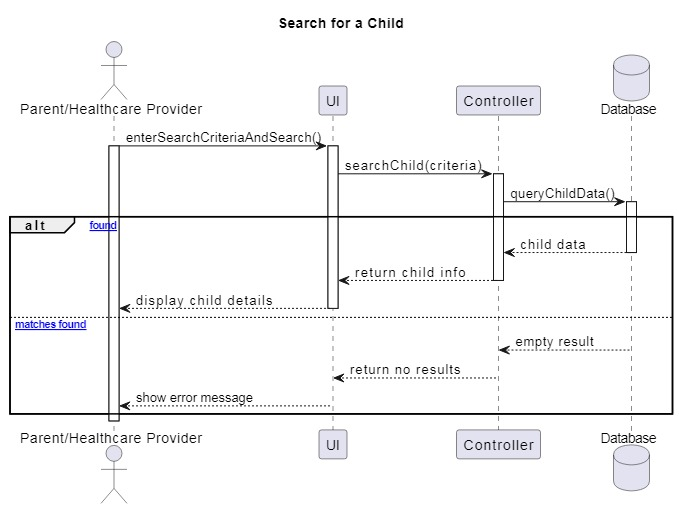 Search for a Child
Parent/Healthcare Provider
UI
Controller
Database
enterSearchCriteriaAndSearch()
searchChild(criteria)
queryChildData()
alt
found
child data
return child info
display child details
matches found
empty result
return no results
show error message
Parent/Healthcare Provider
UI
Controller
Database